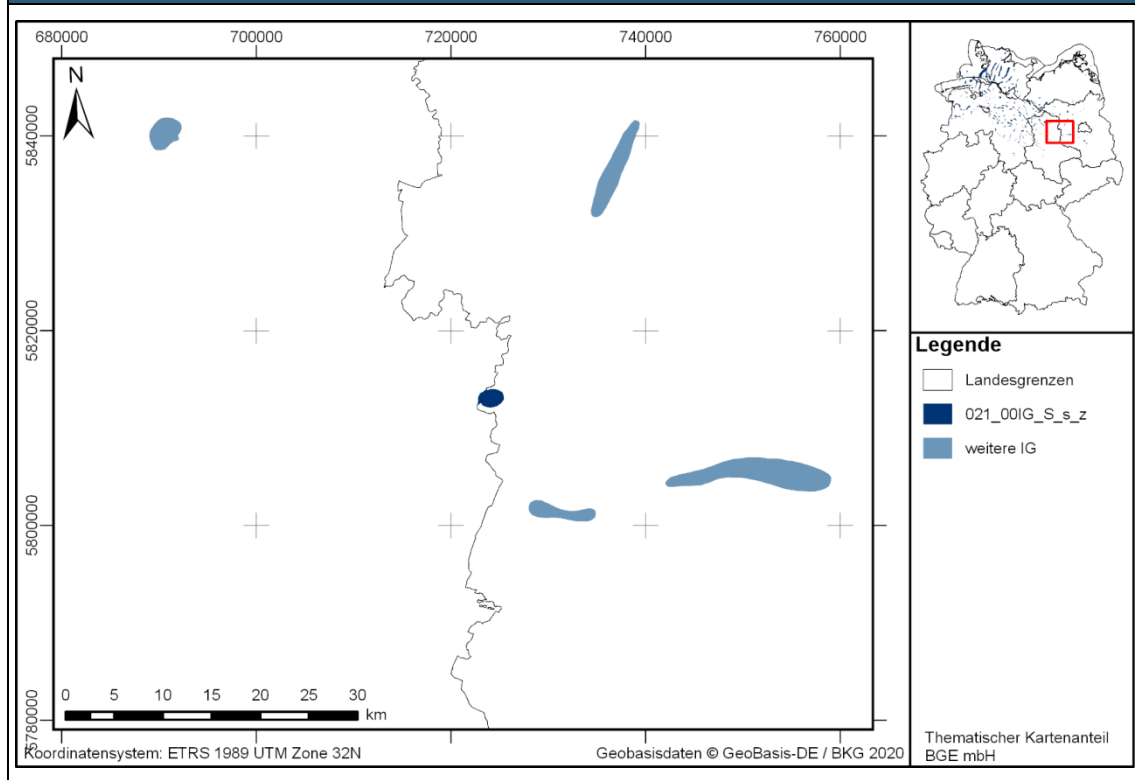 680000 700000 720000 740000 760000
N
5840000
5820000
5800000
5780000
0 5 10 15 20 25 30
km
Koordinatensystem: ETRS 1989 UTM Zone 32N
Geobasisdaten © GeoBasis-DE / BKG 2020
Legende
Landesgrenzen
021_00IG_S_s_z
weitere IG
Thematischer Kartenanteil
BGE mbH